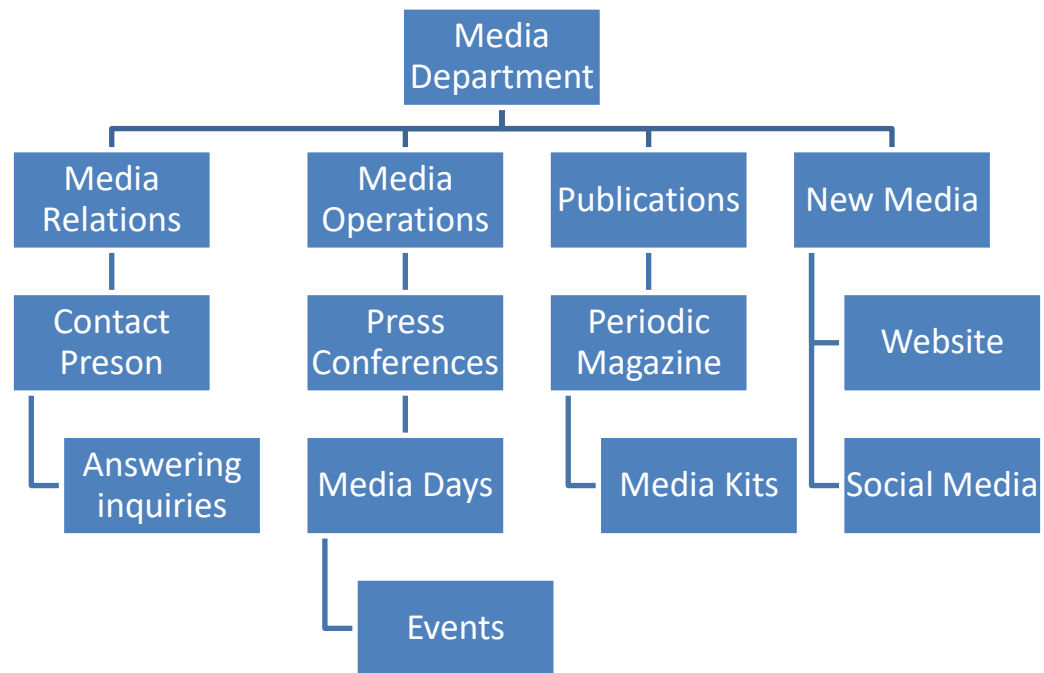 Media
Department
Media
Relations
Media
Operations
Publications
New Media
Contact
Preson
Press
Conferences
Periodic
Magazine
Website
Answering
inquiries
Media Days
Media Kits
Social Media
Events